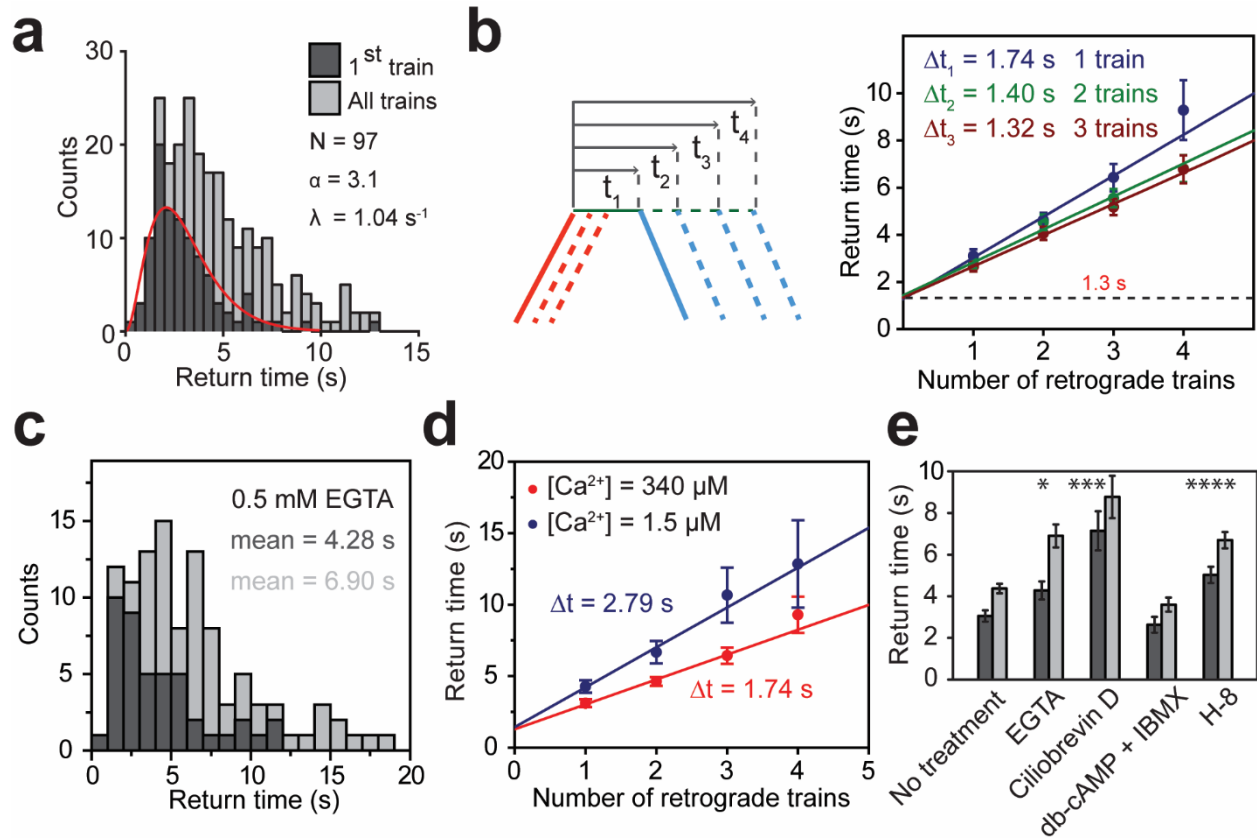 a
30
20
10
0
Counts
0 5 10 15
Return time (s)
1st train
All trains
N = 97
α = 3.1
λ = 1.04 s-1
b
t1
t2
t3
t4
Δt1 = 1.74 s 1 train
Δt2 = 1.40 s 2 trains
Δt3 = 1.32 s 3 trains
10
8
6
4
2
0
Return time (s)
1.3 s
1 2 3 4
Number of retrograde trains
c
15
10
5
0
Counts
0.5 mM EGTA
mean = 4.28 s
mean = 6.90 s
0 5 10 15 20
Return time (s)
d
20
15
10
5
0
Return time (s)
[Ca2+] = 340 μM
[Ca2+] = 1.5 μM
Δt = 2.79 s
Δt = 1.74 s
0 1 2 3 4 5
Number of retrograde trains
e
10
8
6
4
2
0
Return time (s)
* *** ****
No treatment
EGTA
Ciliobrevin D
db-cAMP + IBMX
H-8